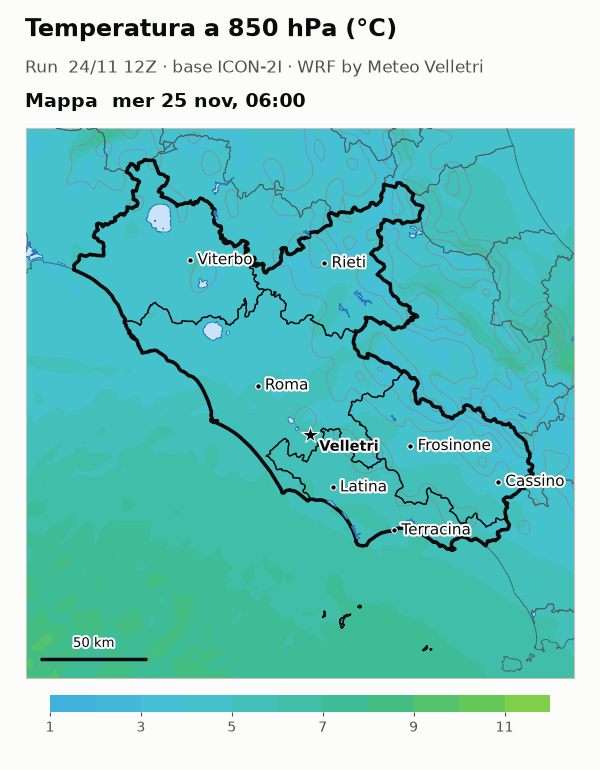 Temperatura a 850 hPa (°C)
Run  24/11 12Z · base ICON-2I · WRF by Meteo Velletri
Mappa  mer 25 nov, 06:00
Viterbo
Rieti
Roma
Velletri
Frosinone
Cassino
Latina
Terracina
50 km
1 3 5 7 9 11